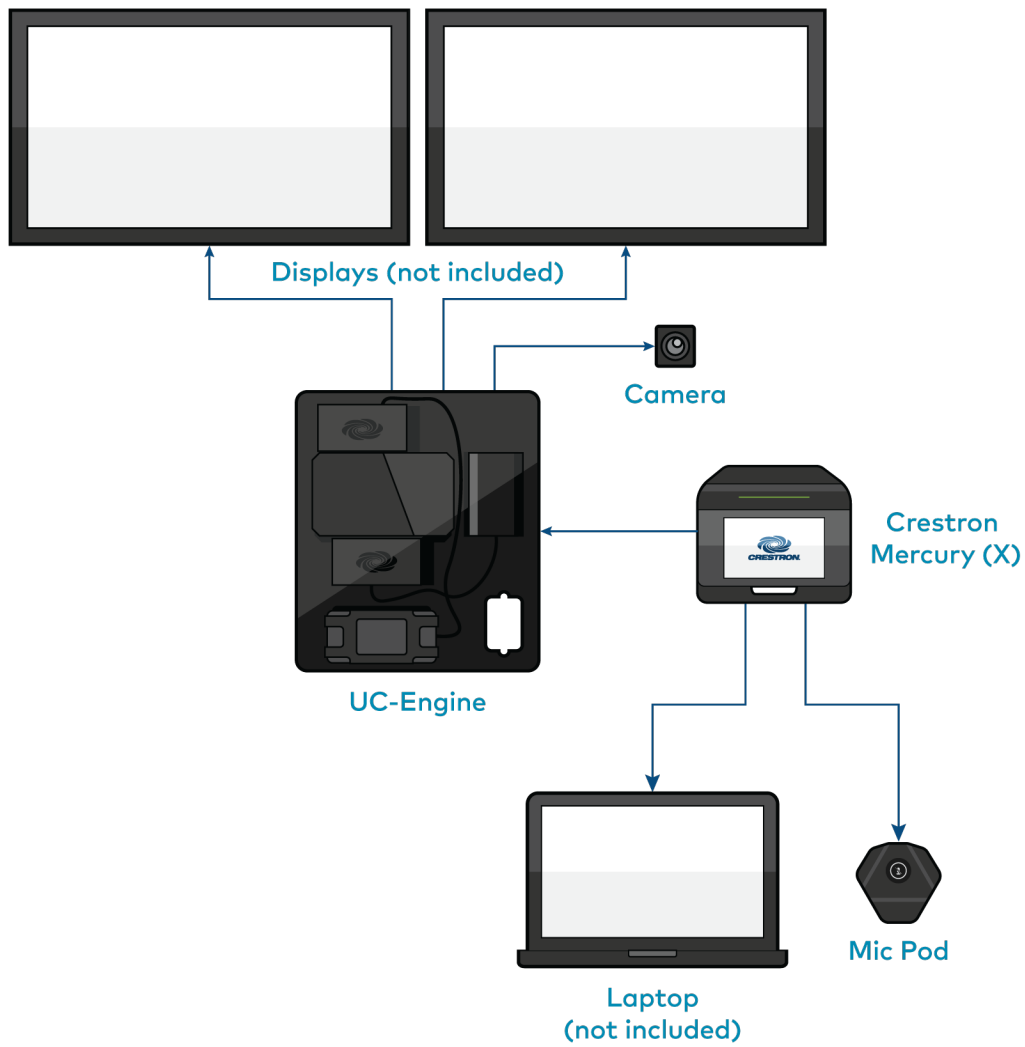 Displays (not included)
Camera
CRESTRON
Crestron
Mercury (X)
UC-Engine
Mic Pod
Laptop
(not included)